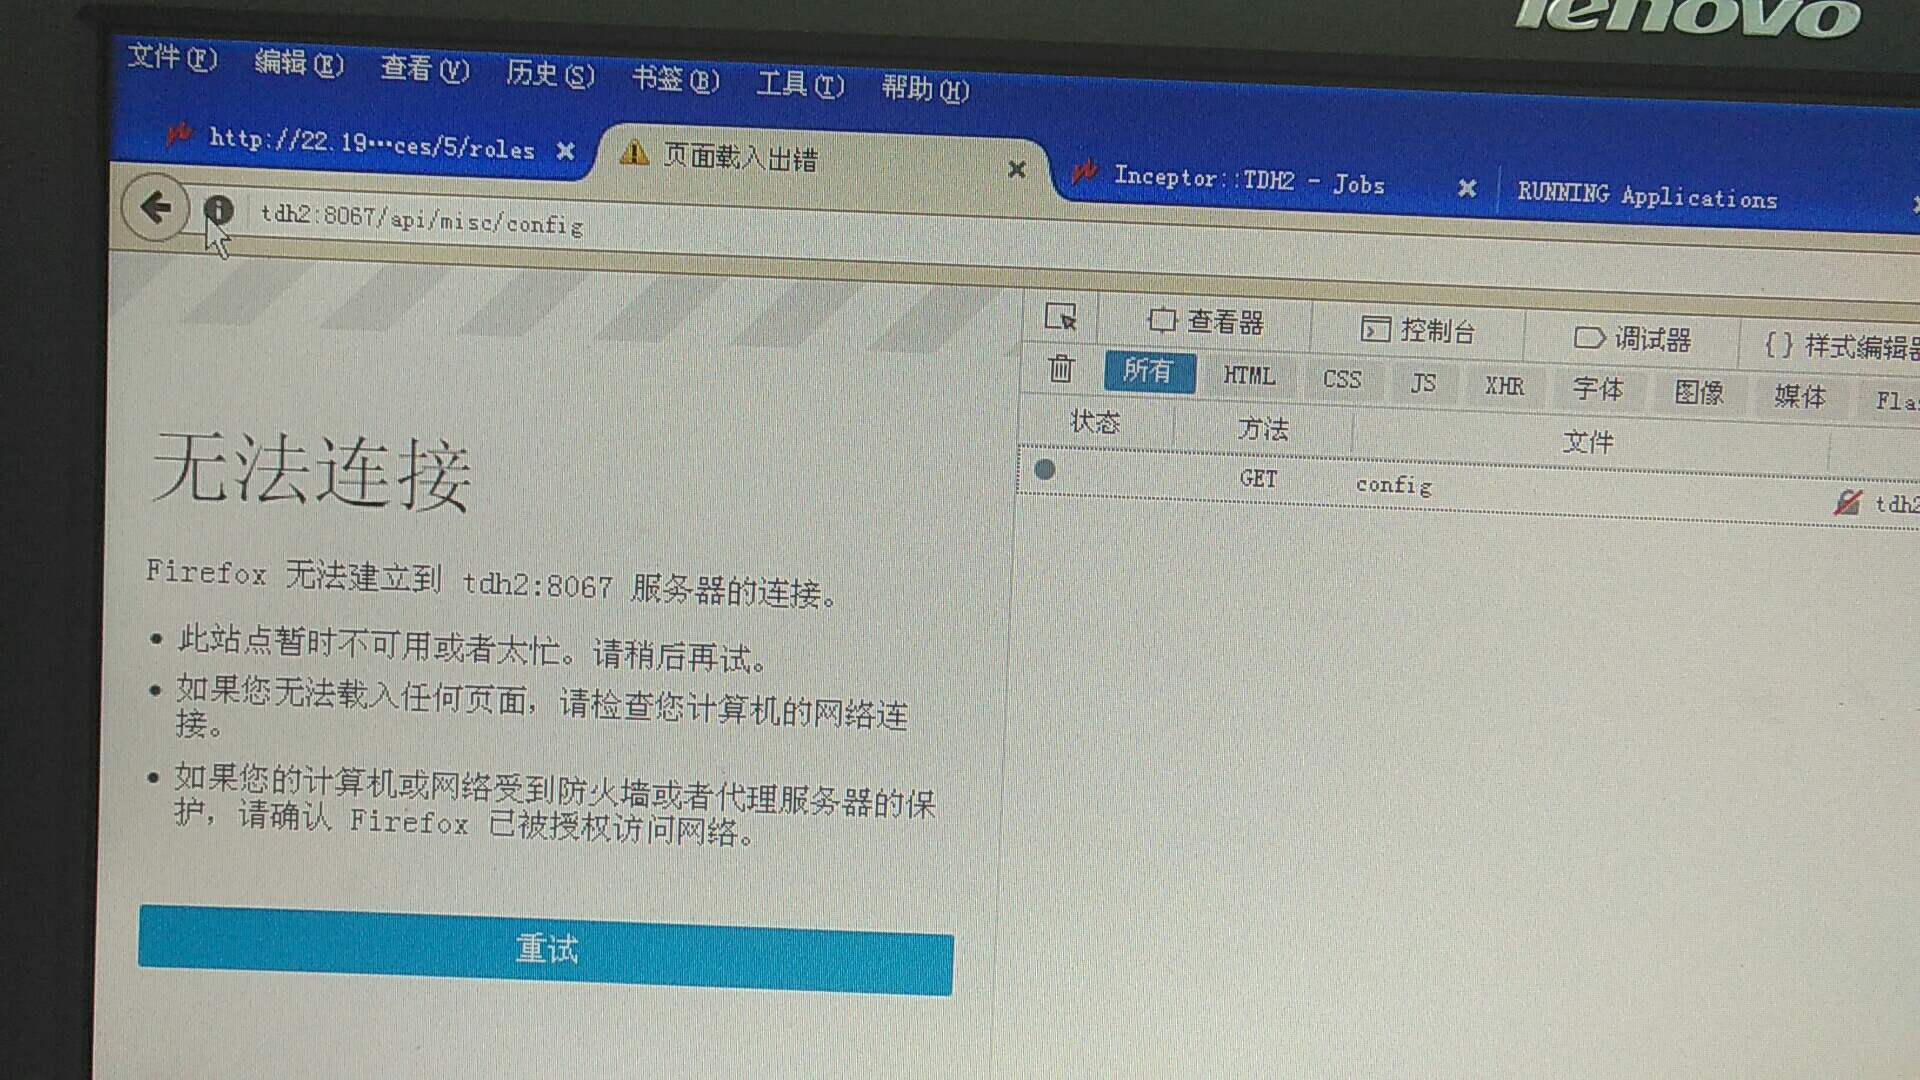 lenovo
文件(F) 编辑(E) 查看(V) 历史(S) 书签(B) 工具(T) 帮助(H)
http://22.19…ces/5/roles
页面载入出错
Inceptor::TDH2 - Jobs
RUNNING Applications
tdh2:8067/api/misc/config
查看器 控制台 调试器 {} 样式编辑器
所有 HTML CSS JS XHR 字体 图像 媒体 Fla
状态 方法 文件
GET config tdh2
无法连接
Firefox 无法建立到 tdh2:8067 服务器的连接。
• 此站点暂时不可用或者太忙。请稍后再试。
• 如果您无法载入任何页面，请检查您计算机的网络连
接。
• 如果您的计算机或网络受到防火墙或者代理服务器的保
护，请确认 Firefox 已被授权访问网络。
重试